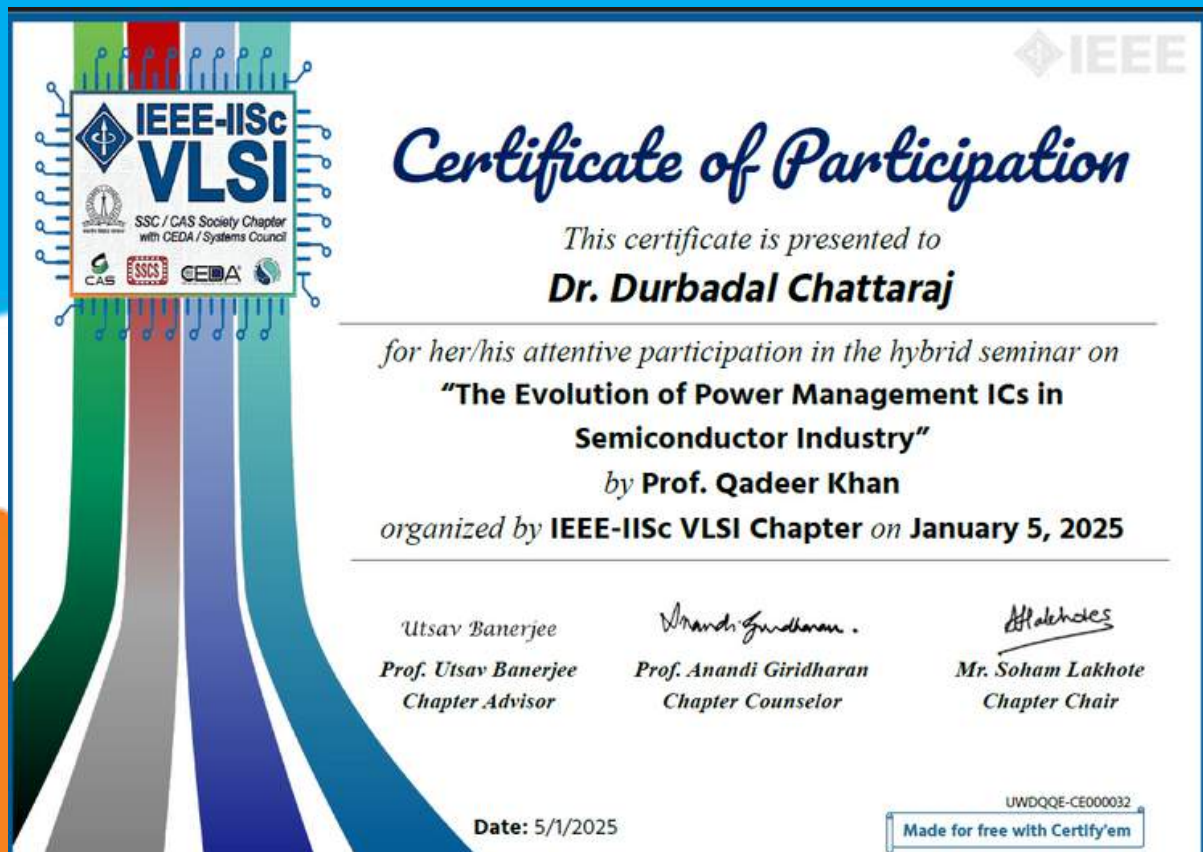 IEEE
IEEE-IISc
VLSI
SSC / CAS Society Chapter
with CEDA / Systems Council
CAS
SSCS
CEDA
Certificate of Participation
This certificate is presented to
Dr. Durbadal Chattaraj
for her/his attentive participation in the hybrid seminar on
"The Evolution of Power Management ICs in
Semiconductor Industry"
by Prof. Qadeer Khan
organized by IEEE-IISc VLSI Chapter on January 5, 2025
Utsav Banerjee
Prof. Utsav Banerjee
Chapter Advisor
Anandi Giridharan.
Prof. Anandi Giridharan
Chapter Counselor
Mr. Soham Lakhote
Chapter Chair
Date: 5/1/2025
UWDQQE-CE000032
Made for free with Certify'em